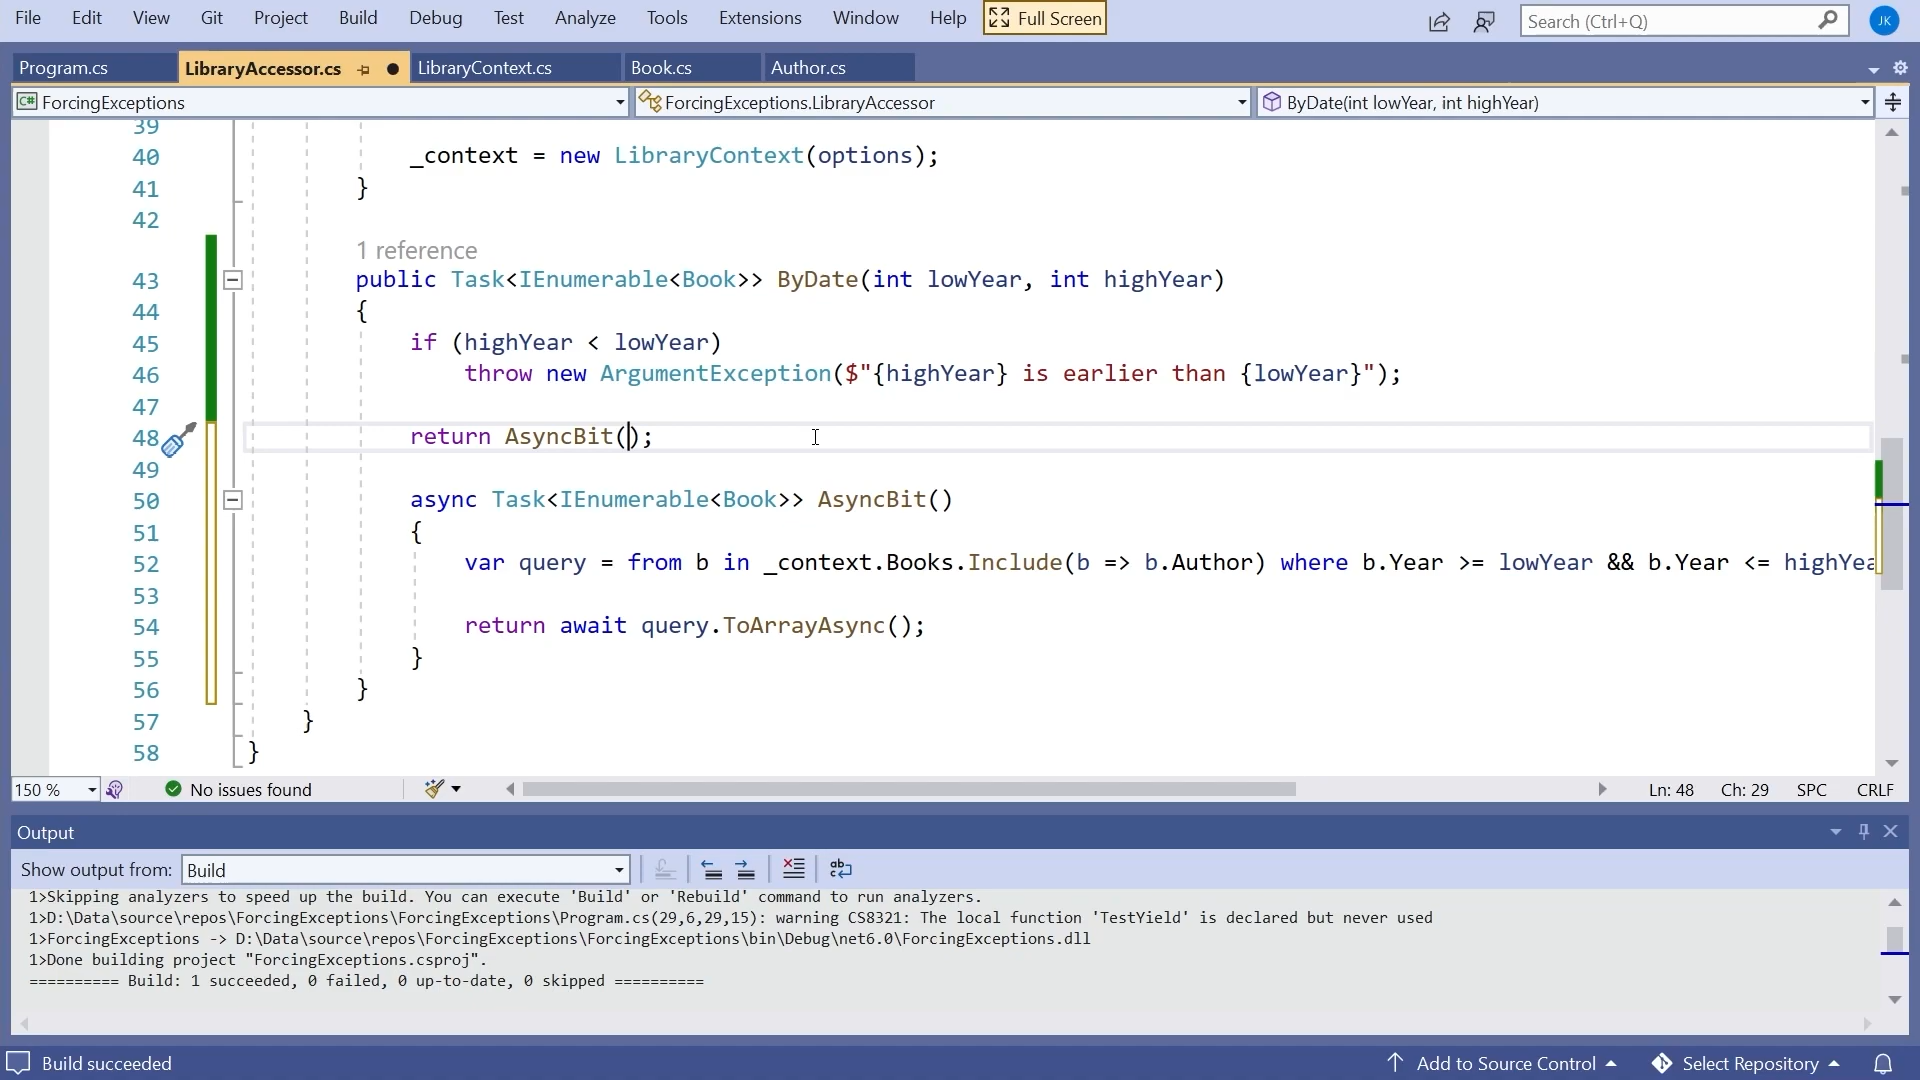 File Edit View Git Project Build Debug Test Analyze Tools Extensions Window Help Full Screen Search (Ctrl+Q) JK
Program.cs LibraryAccessor.cs LibraryContext.cs Book.cs Author.cs
C# ForcingExceptions ForcingExceptions.LibraryAccessor ByDate(int lowYear, int highYear)
39
40 _context = new LibraryContext(options);
41 }
42
1 reference
43 public Task<IEnumerable<Book>> ByDate(int lowYear, int highYear)
44 {
45 if (highYear < lowYear)
46 throw new ArgumentException($"{highYear} is earlier than {lowYear}");
47
48 return AsyncBit();
49
50 async Task<IEnumerable<Book>> AsyncBit()
51 {
52 var query = from b in _context.Books.Include(b => b.Author) where b.Year >= lowYear && b.Year <= highYea
53
54 return await query.ToArrayAsync();
55 }
56 }
57 }
58 }
150 % No issues found Ln: 48 Ch: 29 SPC CRLF
Output
Show output from: Build
1>Skipping analyzers to speed up the build. You can execute 'Build' or 'Rebuild' command to run analyzers.
1>D:\Data\source\repos\ForcingExceptions\ForcingExceptions\Program.cs(29,6,29,15): warning CS8321: The local function 'TestYield' is declared but never used
1>ForcingExceptions -> D:\Data\source\repos\ForcingExceptions\ForcingExceptions\bin\Debug\net6.0\ForcingExceptions.dll
1>Done building project "ForcingExceptions.csproj".
========== Build: 1 succeeded, 0 failed, 0 up-to-date, 0 skipped ==========
Build succeeded Add to Source Control Select Repository